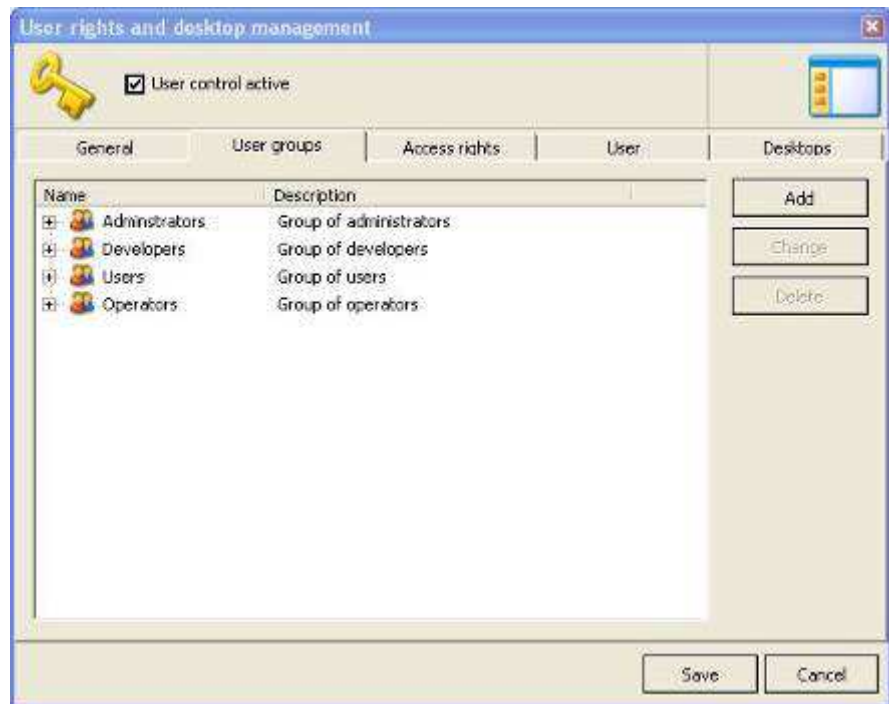 User rights and desktop management
User control active
General User groups Access rights User Desktops
Name Description
Adminstrators Group of administrators
Developers Group of developers
Users Group of users
Operators Group of operators
Add
Change
Delete
Save Cancel